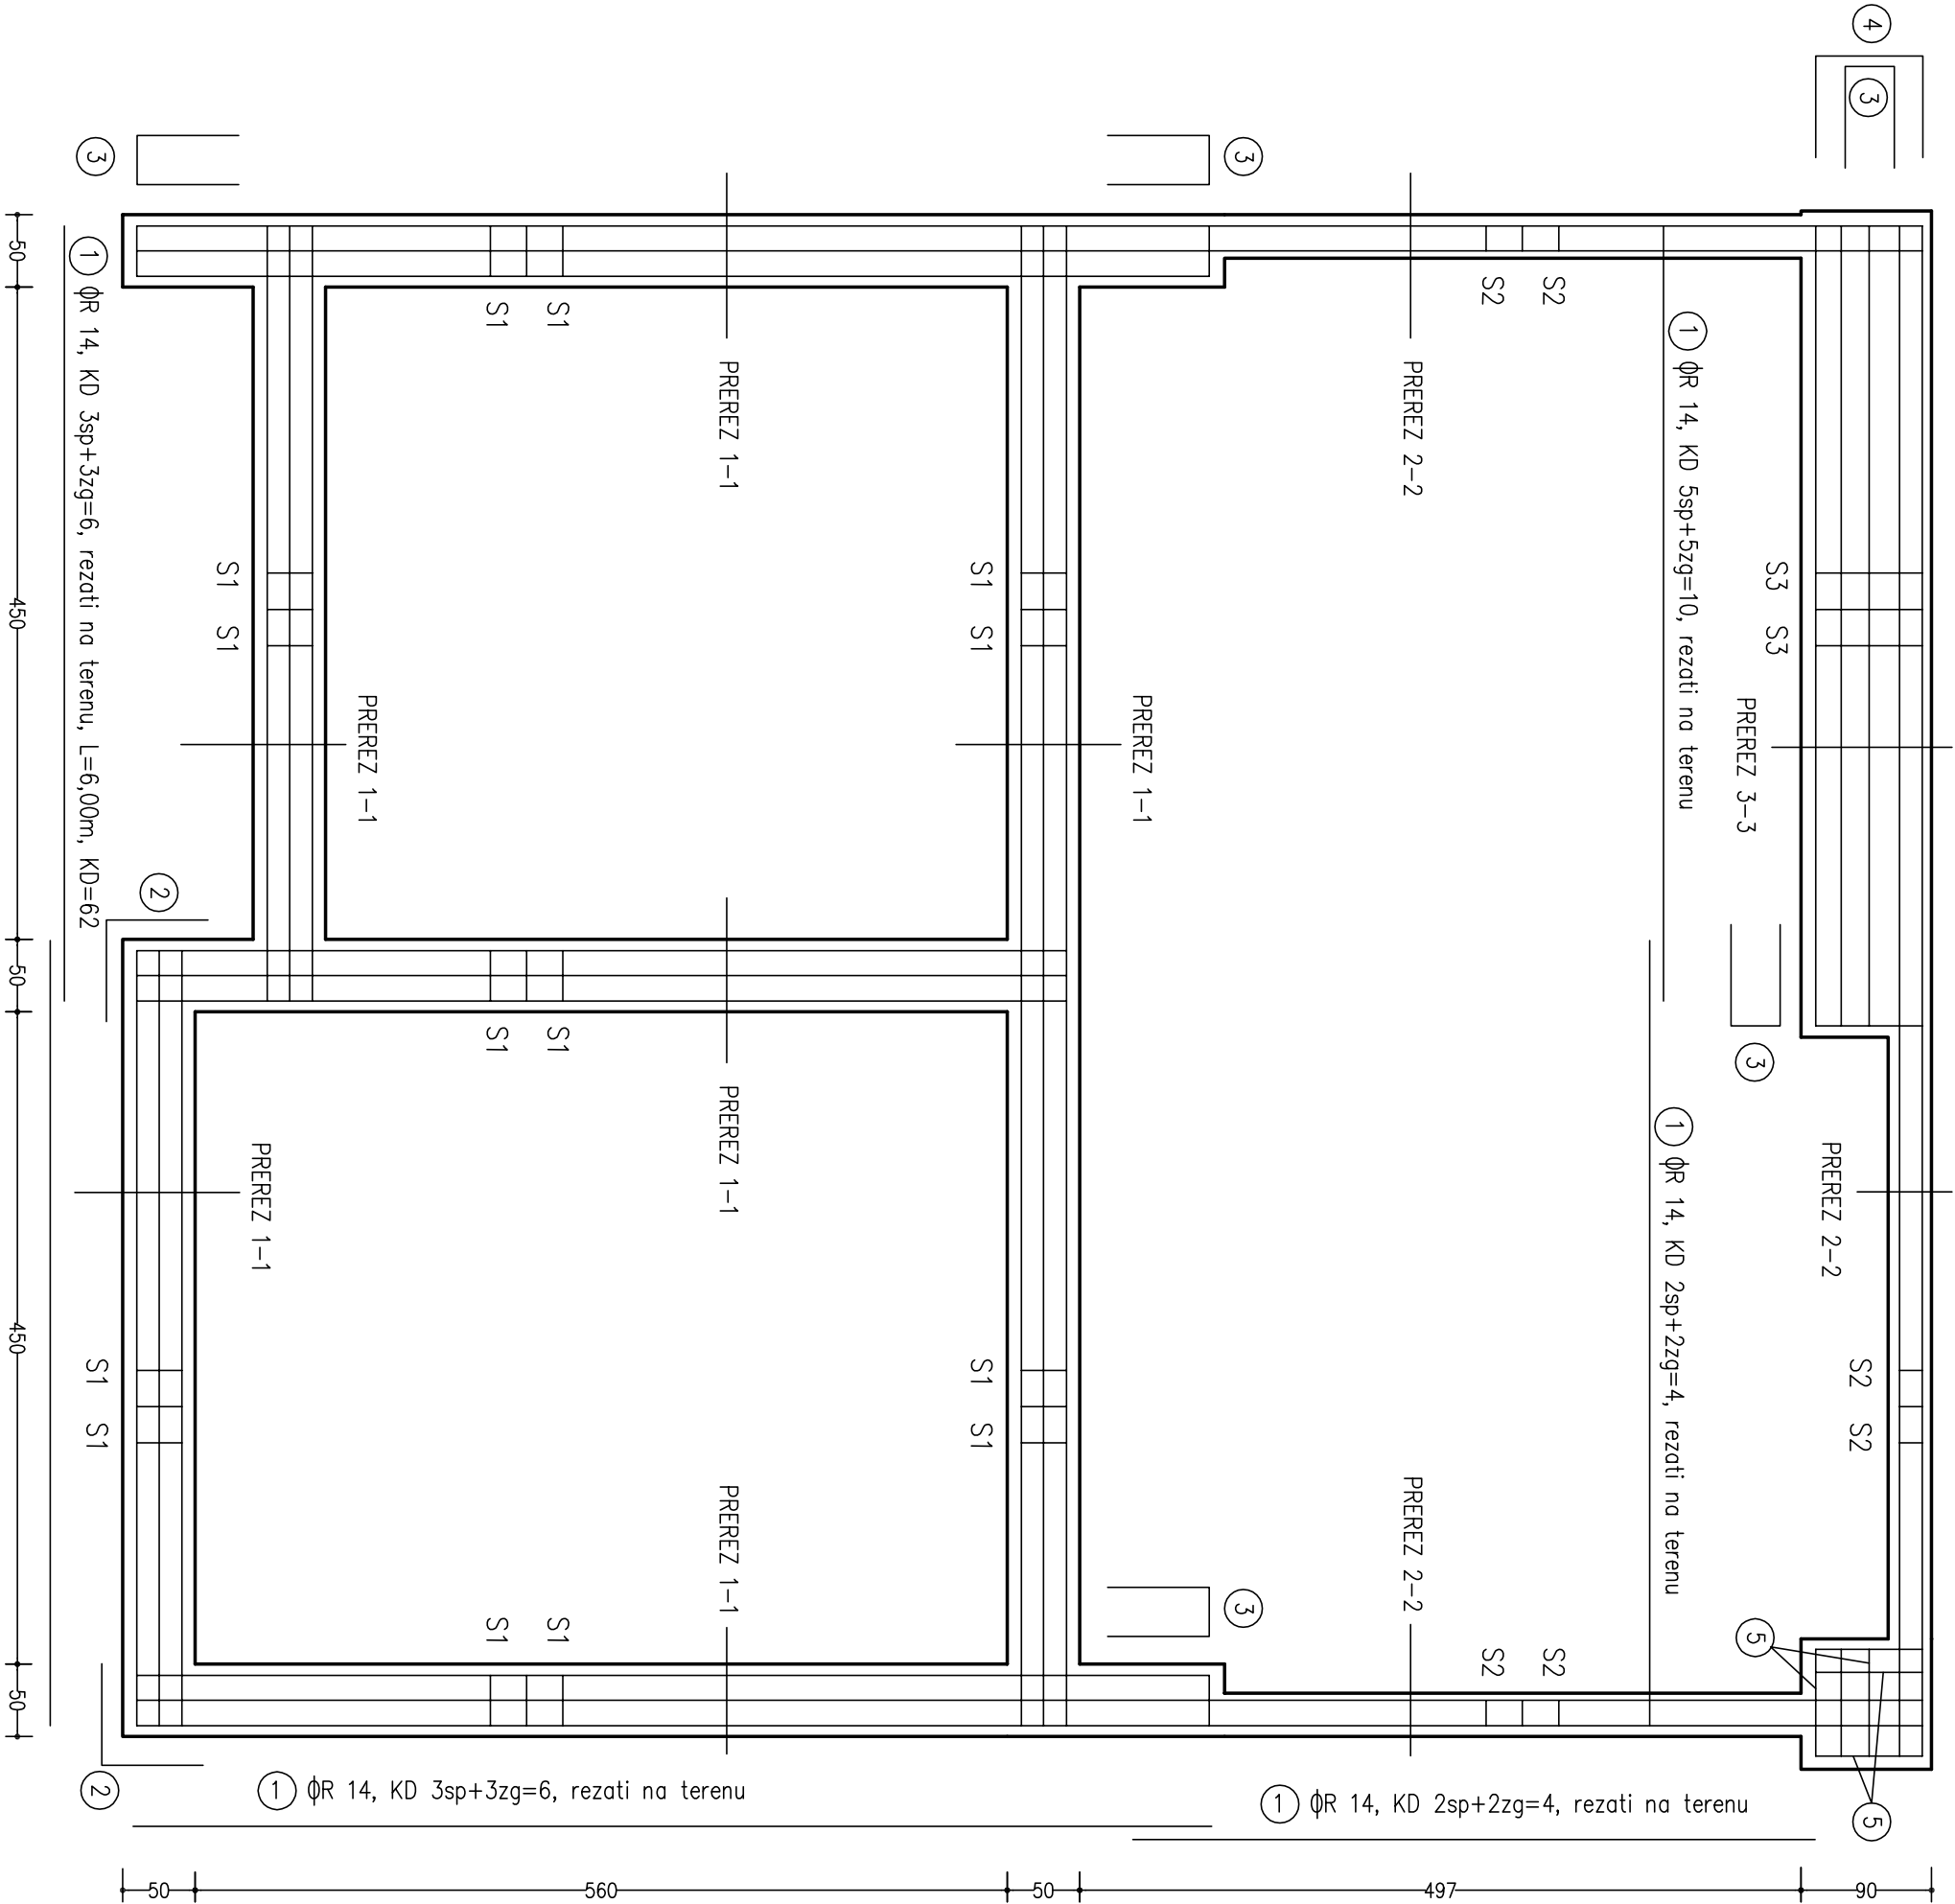 4
3
3
3
1 ΦR 14, KD 3sp+3zg=6, rezati na terenu, L=6,00m, KD=62
S1
S1
PREREZ 1-1
PREREZ 2-2
S2
S2
1 ΦR 14, KD 5sp+5zg=10, rezati na terenu
S1
S1
S1
S1
S3
S3
PREREZ 1-1
PREREZ 1-1
PREREZ 3-3
2
3
S1
S1
PREREZ 1-1
PREREZ 1-1
1 ΦR 14, KD 2sp+2zg=4, rezati na terenu
PREREZ 2-2
S1
S1
S1
S1
S2
S2
PREREZ 1-1
PREREZ 2-2
S1
S1
3
S2
S2
5
5
2
1 ΦR 14, KD 3sp+3zg=6, rezati na terenu
1 ΦR 14, KD 2sp+2zg=4, rezati na terenu
50
450
50
450
50
50
560
50
497
90